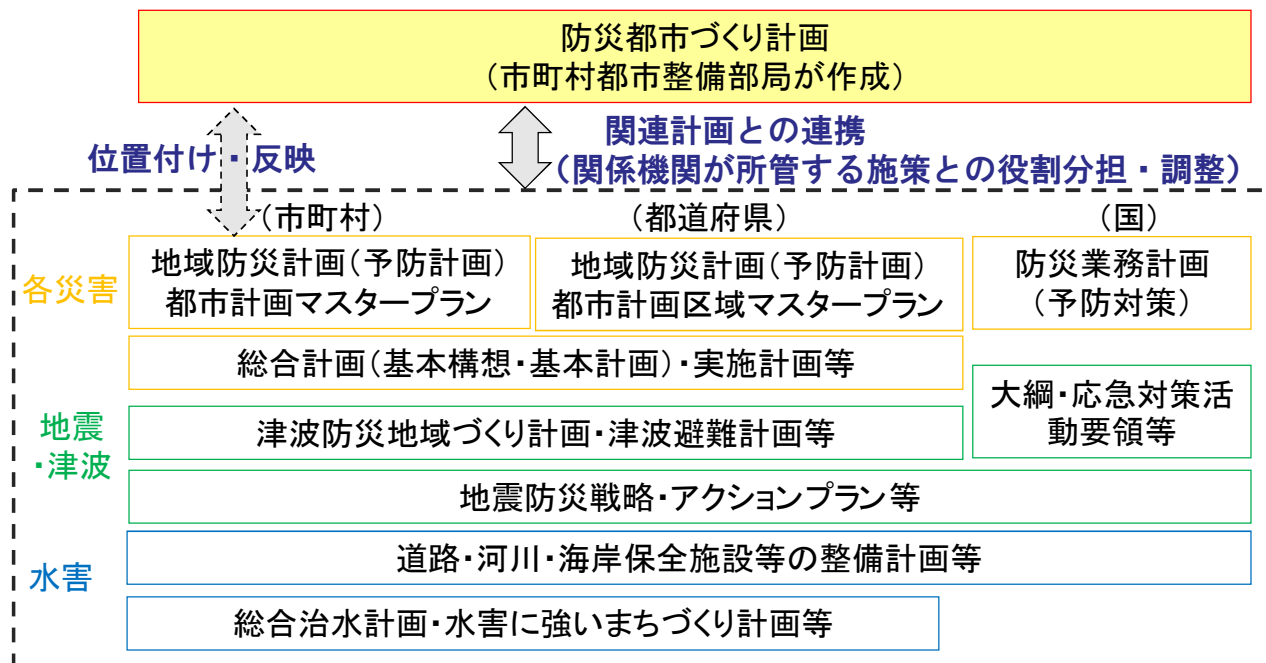 防災都市づくり計画
（市町村都市整備部局が作成）
位置付け・反映
関連計画との連携
（関係機関が所管する施策との役割分担・調整）
（市町村）
（都道府県）
（国）
各災害
地域防災計画（予防計画）
都市計画マスタープラン
地域防災計画（予防計画）
都市計画区域マスタープラン
防災業務計画
（予防対策）
総合計画（基本構想・基本計画）・実施計画等
地震
・津波
大綱・応急対策活
動要領等
津波防災地域づくり計画・津波避難計画等
地震防災戦略・アクションプラン等
水害
道路・河川・海岸保全施設等の整備計画等
総合治水計画・水害に強いまちづくり計画等